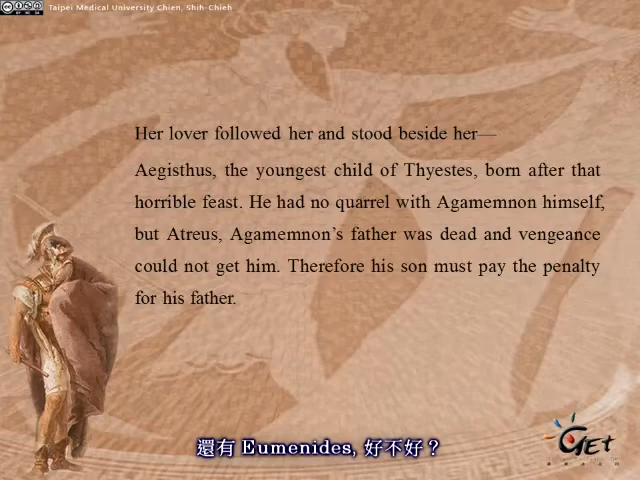 Taipei Medical University Chien, Shih-Chieh
Her lover followed her and stood beside her—
Aegisthus, the youngest child of Thyestes, born after that
horrible feast. He had no quarrel with Agamemnon himself,
but Atreus, Agamemnon’s father was dead and vengeance
could not get him. Therefore his son must pay the penalty
for his father.
GET
還有 Eumenides, 好不好？